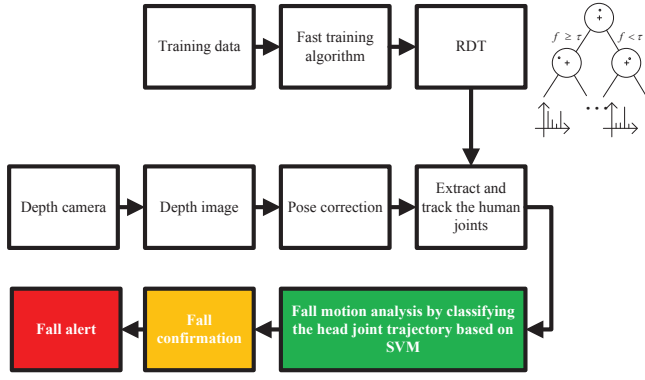 Training data
Fast training
algorithm
RDT
f ≥ τ
f < τ
Depth camera
Depth image
Pose correction
Extract and
track the human
joints
Fall alert
Fall
confirmation
Fall motion analysis by classifying
the head joint trajectory based on
SVM